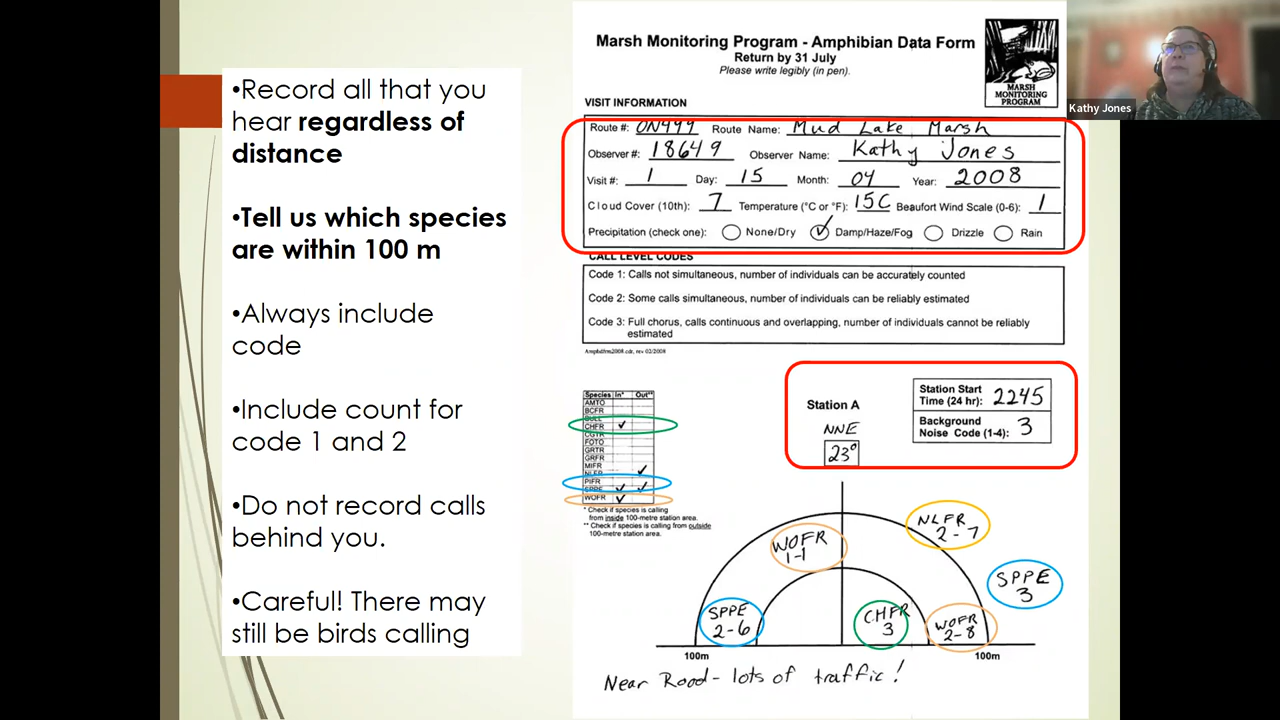 •Record all that you
hear regardless of
distance
•Tell us which species
are within 100 m
•Always include
code
•Include count for
code 1 and 2
•Do not record calls
behind you.
•Careful! There may
still be birds calling
Marsh Monitoring Program - Amphibian Data Form
Return by 31 July
Please write legibly (in pen).
MARSH
MONITORING
PROGRAM
Kathy Jones
VISIT INFORMATION
Route #: ON499 Route Name: Mud Lake Marsh
Observer #: 18649 Observer Name: Kathy Jones
Visit #: 1 Day: 15 Month: 04 Year: 2008
Cloud Cover (10th): 7 Temperature (°C or °F): 15C Beaufort Wind Scale (0-6): 1
Precipitation (check one): None/Dry ✓ Damp/Haze/Fog Drizzle Rain
CALL LEVEL CODES
Code 1: Calls not simultaneous, number of individuals can be accurately counted
Code 2: Some calls simultaneous, number of individuals can be reliably estimated
Code 3: Full chorus, calls continuous and overlapping, number of individuals cannot be reliably
estimated
Amphdfrm2008.cdr, rev 02/2008
Species In* Out**
AMTO
BCFR
BULL
CHFR ✓
CGTR
FOTO
GRTR
GRFR
MIFR
NLFR ✓
PIFR
SPPE ✓ ✓
WOFR ✓
* Check if species is calling
from inside 100-metre station area.
** Check if species is calling from outside
100-metre station area.
Station A
NNE
23°
Station Start
Time (24 hr): 2245
Background
Noise Code (1-4): 3
WOFR
1-1
NLFR
2-7
SPPE
3
SPPE
2-6
CHFR
3
WOFR
2-8
100m
100m
Near Road - lots of traffic!